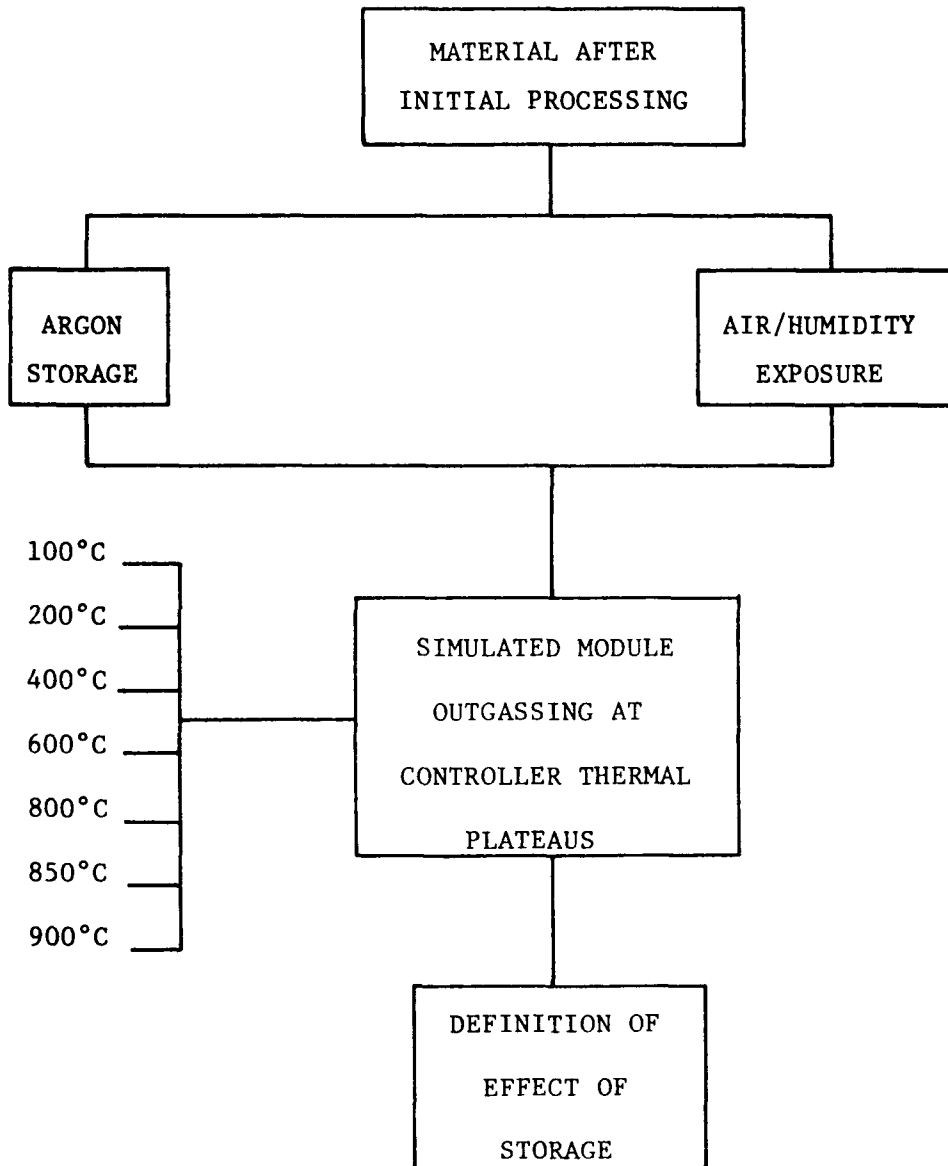 MATERIAL AFTER
INITIAL PROCESSING
ARGON
STORAGE
AIR/HUMIDITY
EXPOSURE
100°C
200°C
400°C
600°C
800°C
850°C
900°C
SIMULATED MODULE
OUTGASSING AT
CONTROLLER THERMAL
PLATEAUS
DEFINITION OF
EFFECT OF
STORAGE